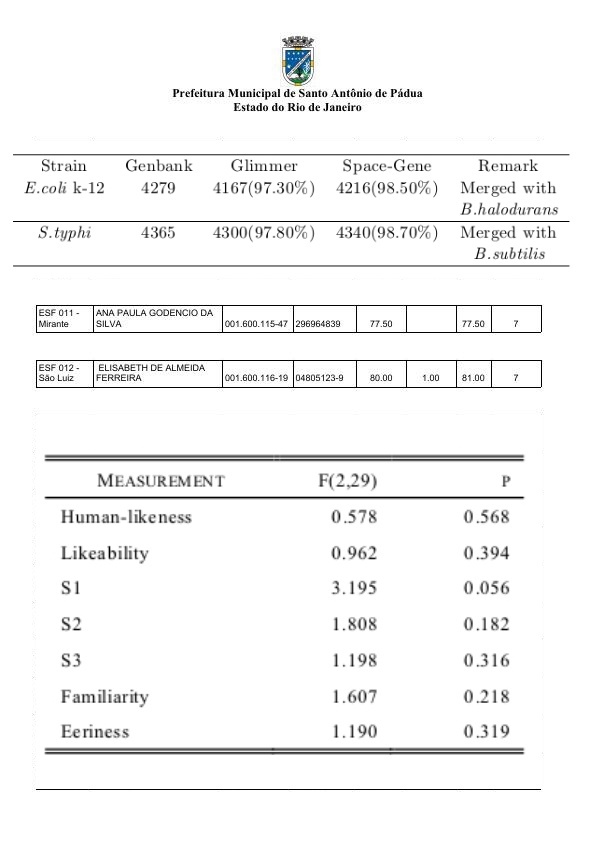 Prefeitura Municipal de Santo Antônio de Pádua
Estado do Rio de Janeiro
Strain Genbank Glimmer Space-Gene Remark
E.coli k-12 4279 4167(97.30%) 4216(98.50%) Merged with
B.halodurans
S.typhi 4365 4300(97.80%) 4340(98.70%) Merged with
B.subtilis
ESF 011 - ANA PAULA GODENCIO DA
Mirante SILVA 001.600.115-47 296964839 77.50 77.50 7
ESF 012 - ELISABETH DE ALMEIDA
São Luiz FERREIRA 001.600.116-19 04805123-9 80.00 1.00 81.00 7
MEASUREMENT F(2,29) P
Human-likeness 0.578 0.568
Likeability 0.962 0.394
S1 3.195 0.056
S2 1.808 0.182
S3 1.198 0.316
Familiarity 1.607 0.218
Eeriness 1.190 0.319